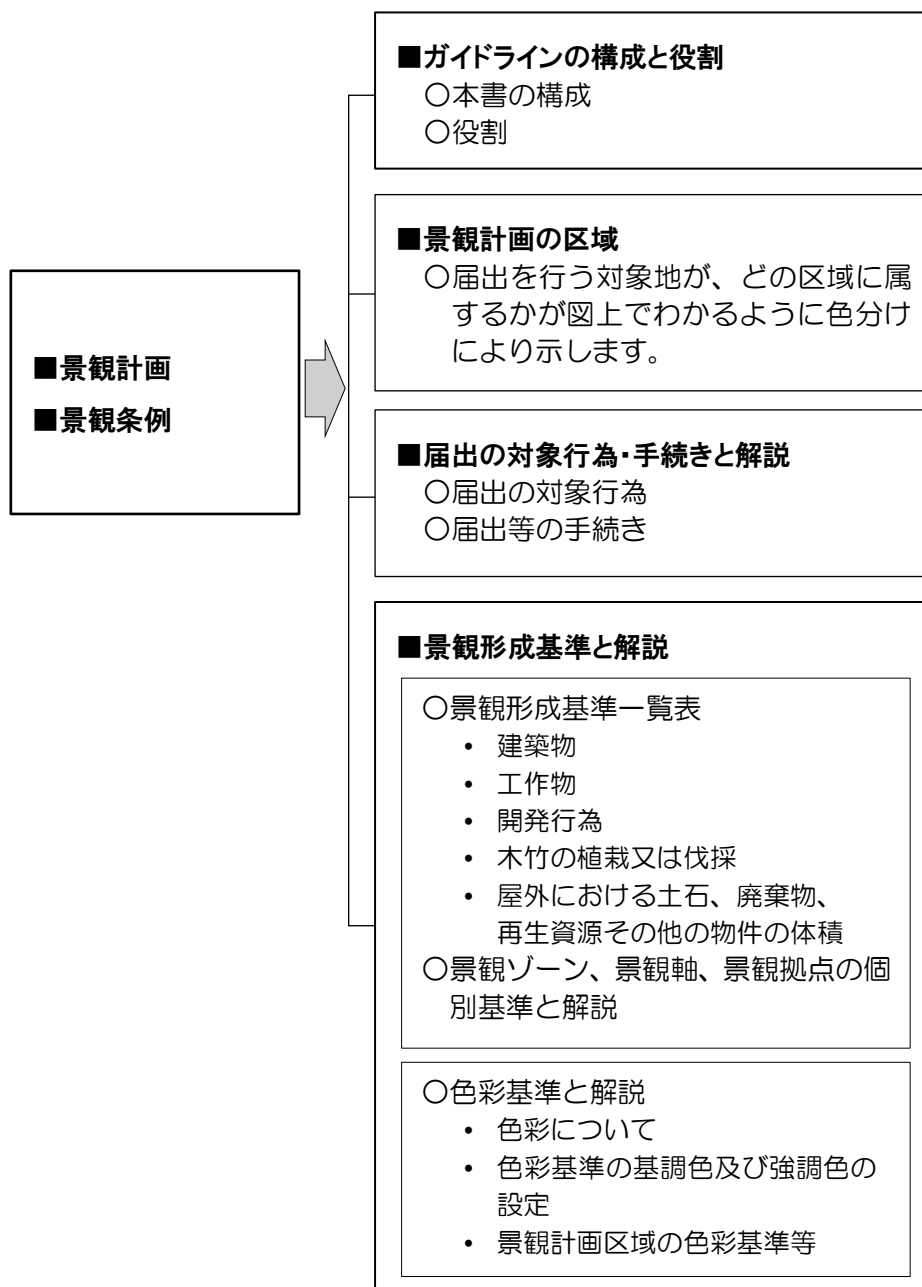 ■ガイドラインの構成と役割
○本書の構成
○役割
■景観計画の区域
○届出を行う対象地が、どの区域に属
するかが図上でわかるように色分け
により示します。
■景観計画
■景観条例
■届出の対象行為・手続きと解説
○届出の対象行為
○届出等の手続き
■景観形成基準と解説
○景観形成基準一覧表
• 建築物
• 工作物
• 開発行為
• 木竹の植栽又は伐採
• 屋外における土石、廃棄物、
再生資源その他の物件の体積
○景観ゾーン、景観軸、景観拠点の個
別基準と解説
○色彩基準と解説
• 色彩について
• 色彩基準の基調色及び強調色の
設定
• 景観計画区域の色彩基準等